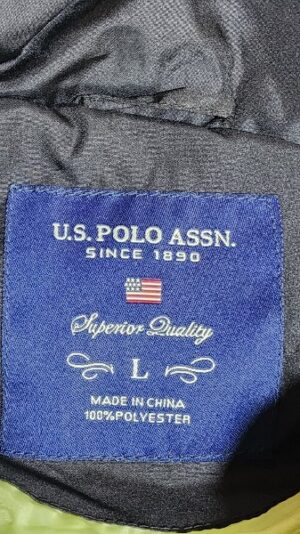 U.S. POLO ASSN.
SINCE 1890
Superior Quality
L
MADE IN CHINA
100%POLYESTER